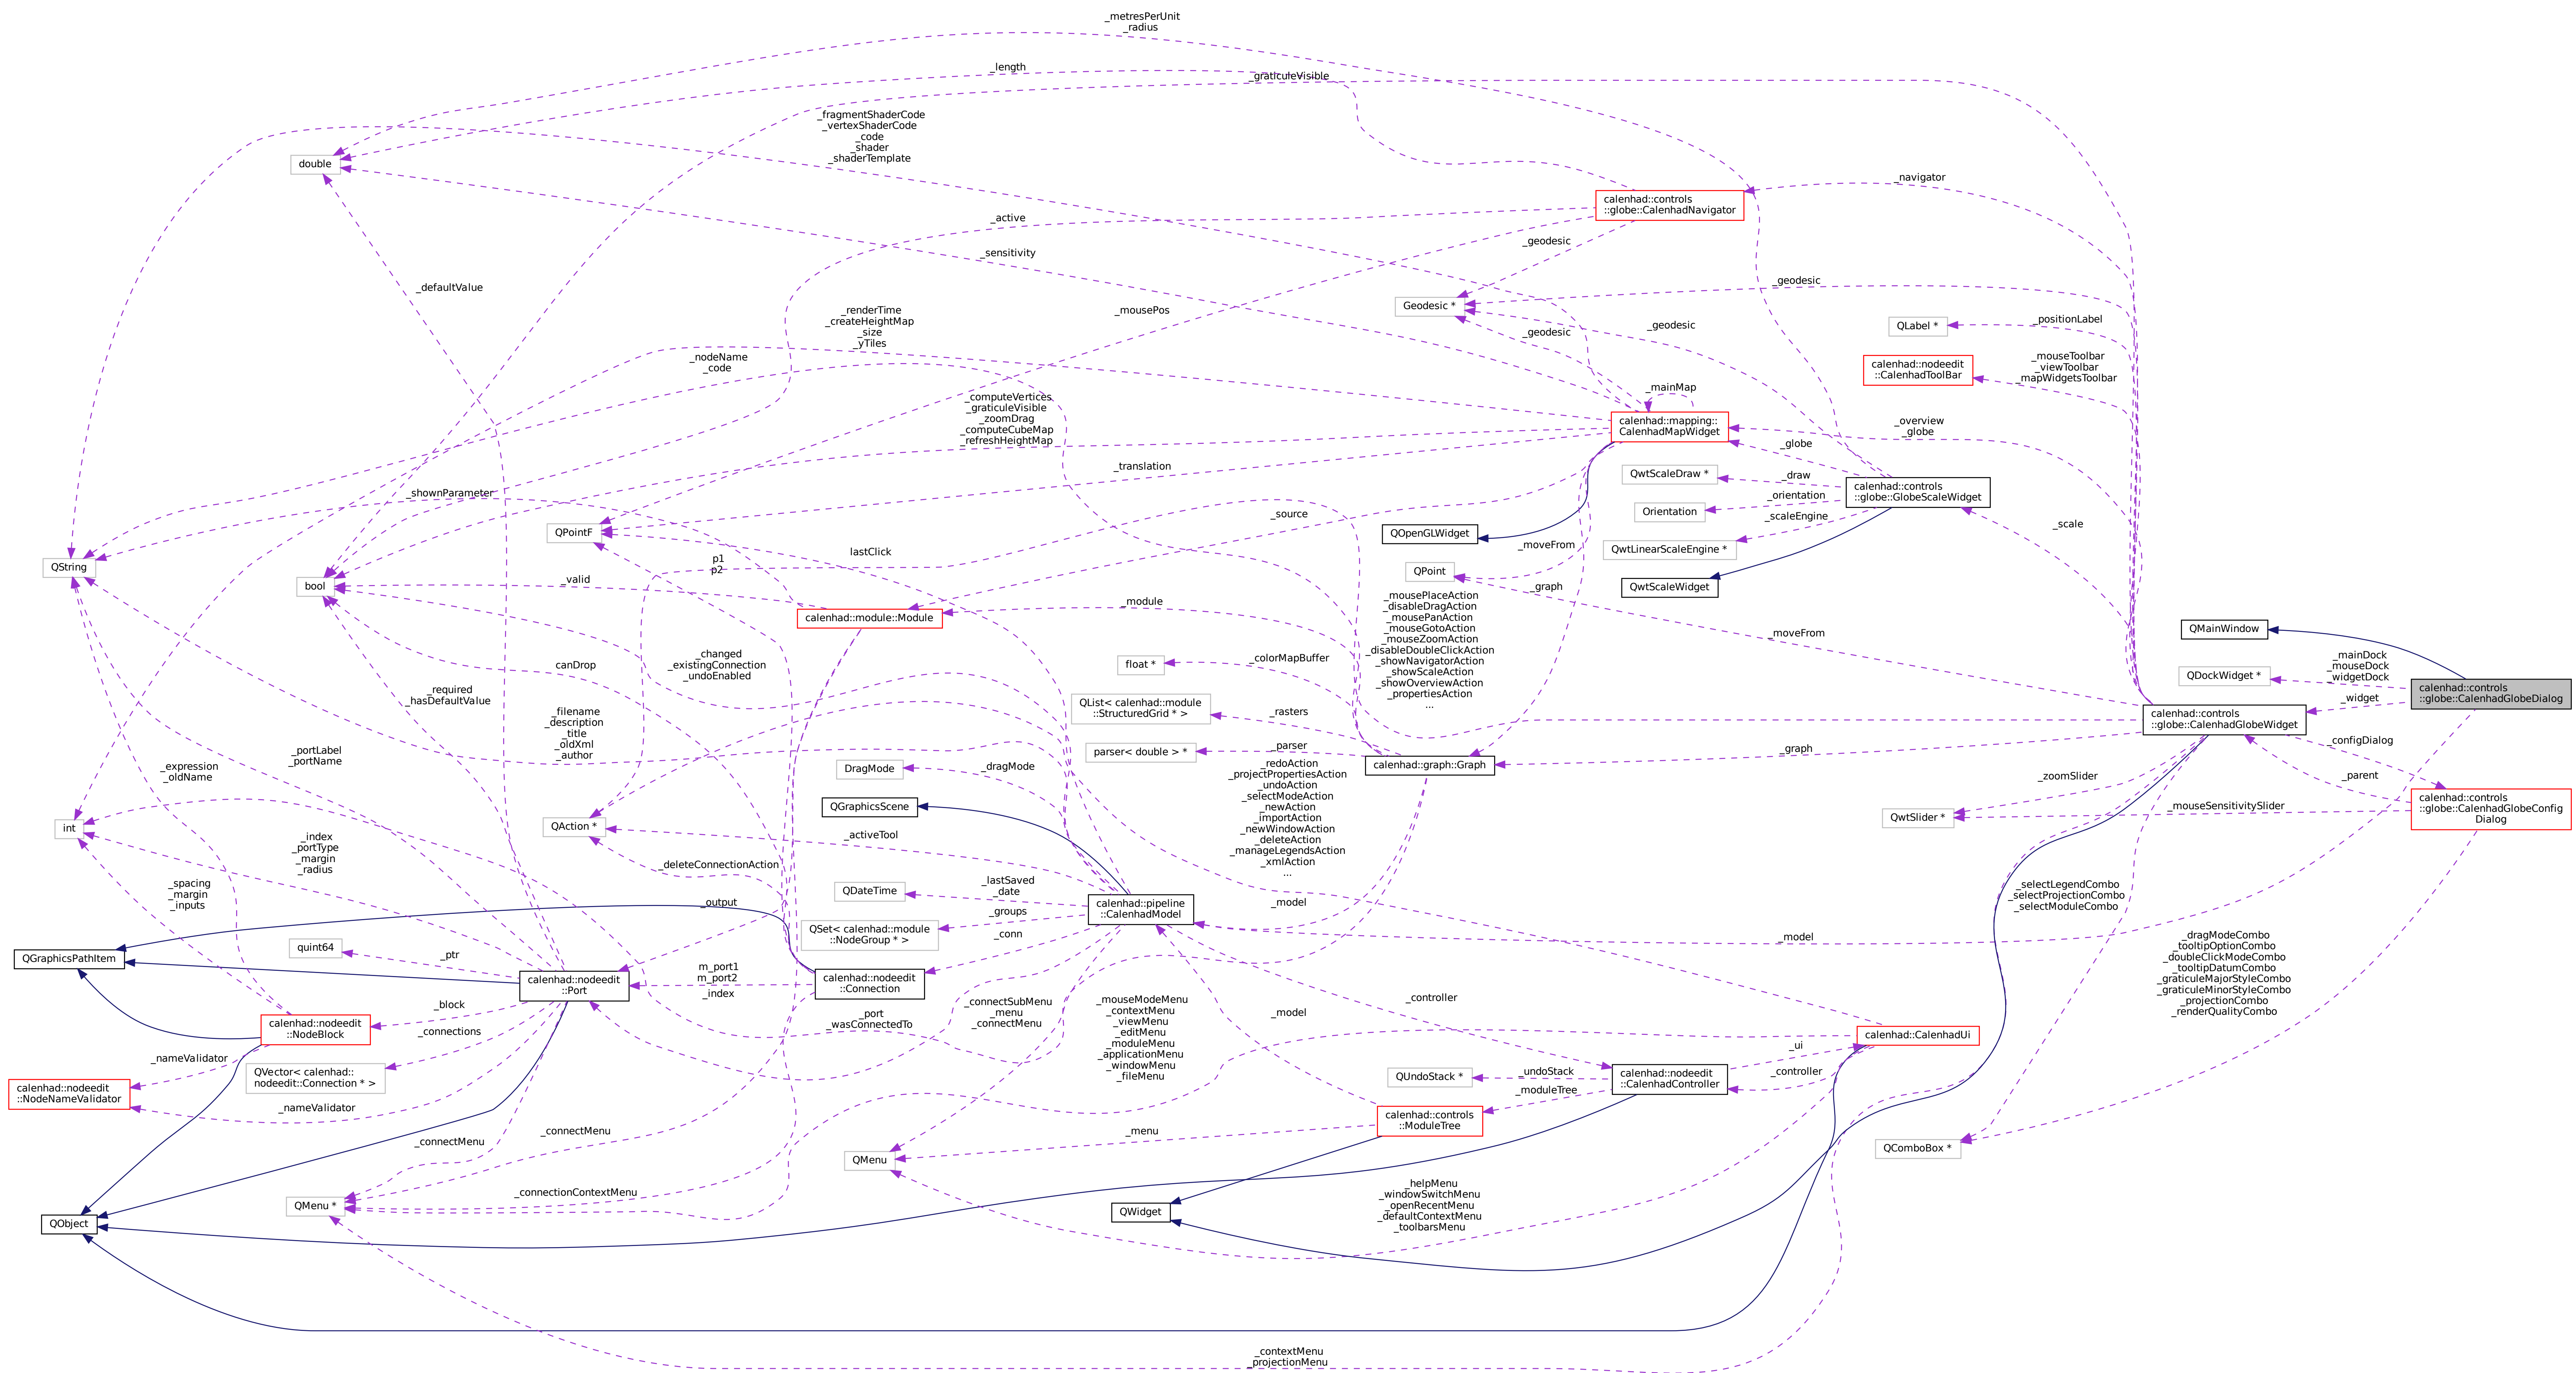 _metresPerUnit
_radius
_length
_graticuleVisible
_fragmentShaderCode
_vertexShaderCode
_code
_shader
_shaderTemplate
double
_navigator
calenhad::controls
::globe::CalenhadNavigator
_active
_geodesic
_sensitivity
_defaultValue
_geodesic
Geodesic *
_mousePos
_renderTime
_createHeightMap
_size
_yTiles
_geodesic
_geodesic
QLabel *
_positionLabel
_nodeName
_code
calenhad::nodeedit
::CalenhadToolBar
_mouseToolbar
_viewToolbar
_mapWidgetsToolbar
_mainMap
_computeVertices
_graticuleVisible
_zoomDrag
_computeCubeMap
_refreshHeightMap
calenhad::mapping::
CalenhadMapWidget
_overview
_globe
_globe
_translation
QwtScaleDraw *
_draw
calenhad::controls
::globe::GlobeScaleWidget
_shownParameter
_orientation
Orientation
_source
_scaleEngine
_scale
QPointF
QOpenGLWidget
QwtLinearScaleEngine *
p1
p2
lastClick
_moveFrom
QString
bool
_valid
QPoint
_graph
QwtScaleWidget
_module
calenhad::module::Module
_mousePlaceAction
_disableDragAction
_mousePanAction
_mouseGotoAction
_mouseZoomAction
_disableDoubleClickAction
_showNavigatorAction
_showScaleAction
_showOverviewAction
_propertiesAction
...
_moveFrom
QMainWindow
_changed
_existingConnection
_undoEnabled
canDrop
float *
_colorMapBuffer
QDockWidget *
_mainDock
_mouseDock
_widgetDock
calenhad::controls
::globe::CalenhadGlobeDialog
_required
_hasDefaultValue
QList< calenhad::module
::StructuredGrid * >
_rasters
_widget
calenhad::controls
::globe::CalenhadGlobeWidget
_filename
_description
_title
_oldXml
_author
_portLabel
_portName
parser< double > *
_parser
_graph
_configDialog
calenhad::graph::Graph
_expression
_oldName
DragMode
_dragMode
_redoAction
_projectPropertiesAction
_undoAction
_selectModeAction
_newAction
_importAction
_newWindowAction
_deleteAction
_manageLegendsAction
_xmlAction
...
_zoomSlider
_parent
QGraphicsScene
_mouseSensitivitySlider
QwtSlider *
calenhad::controls
::globe::CalenhadGlobeConfig
Dialog
int
_index
_portType
_margin
_radius
QAction *
_activeTool
_deleteConnectionAction
_spacing
_margin
_inputs
QDateTime
_lastSaved
_date
_selectLegendCombo
_selectProjectionCombo
_selectModuleCombo
_output
calenhad::pipeline
::CalenhadModel
_model
_groups
QSet< calenhad::module
::NodeGroup * >
_conn
_model
quint64
_ptr
QGraphicsPathItem
_dragModeCombo
_tooltipOptionCombo
_doubleClickModeCombo
_tooltipDatumCombo
_graticuleMajorStyleCombo
_graticuleMinorStyleCombo
_projectionCombo
_renderQualityCombo
calenhad::nodeedit
::Port
m_port1
m_port2
_index
calenhad::nodeedit
::Connection
_controller
_block
_connectSubMenu
_menu
_connectMenu
_mouseModeMenu
_contextMenu
_viewMenu
_editMenu
_moduleMenu
_applicationMenu
_windowMenu
_fileMenu
_model
_port
_wasConnectedTo
calenhad::nodeedit
::NodeBlock
_connections
calenhad::CalenhadUi
_ui
_nameValidator
QVector< calenhad::
nodeedit::Connection * >
QUndoStack *
_undoStack
calenhad::nodeedit
::CalenhadController
_controller
calenhad::nodeedit
::NodeNameValidator
_moduleTree
_nameValidator
calenhad::controls
::ModuleTree
_connectMenu
_connectMenu
_menu
QMenu
QComboBox *
_connectionContextMenu
_helpMenu
_windowSwitchMenu
_openRecentMenu
_defaultContextMenu
_toolbarsMenu
QMenu *
QWidget
QObject
_contextMenu
_projectionMenu